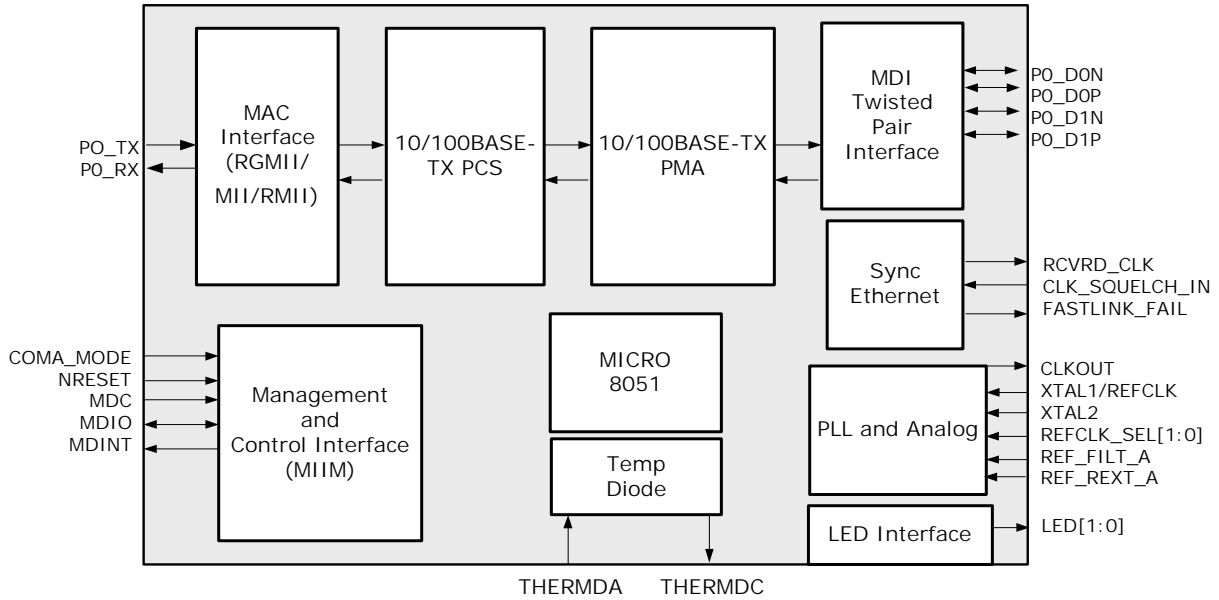 MAC
Interface
(RGMII/
MII/RMII)
10/100BASE-
TX PCS
10/100BASE-TX
PMA
MDI
Twisted
Pair
Interface
P0_D0N
P0_D0P
P0_D1N
P0_D1P
P0_TX
P0_RX
Sync
Ethernet
RCVRD_CLK
CLK_SQUELCH_IN
FASTLINK_FAIL
COMA_MODE
NRESET
MDC
MDIO
MDINT
Management
and
Control Interface
(MIIM)
MICRO
8051
Temp
Diode
THERMDA
THERMDC
PLL and Analog
CLKOUT
XTAL1/REFCLK
XTAL2
REFCLK_SEL[1:0]
REF_FILT_A
REF_REXT_A
LED Interface
LED[1:0]